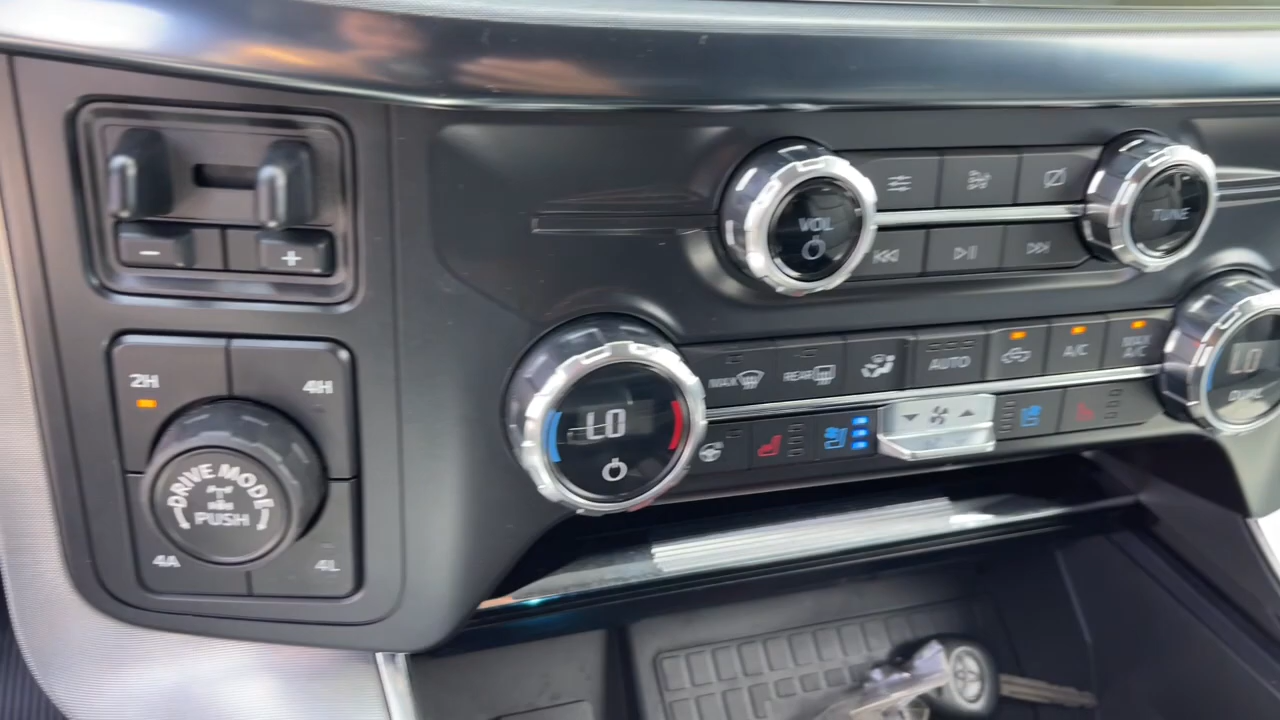 - +
2H
4H
DRIVE MODE
PUSH
4A
4L
VOL
TUNE
MAX
REAR
AUTO
A/C
MAX
A/C
LO
LO
DUAL